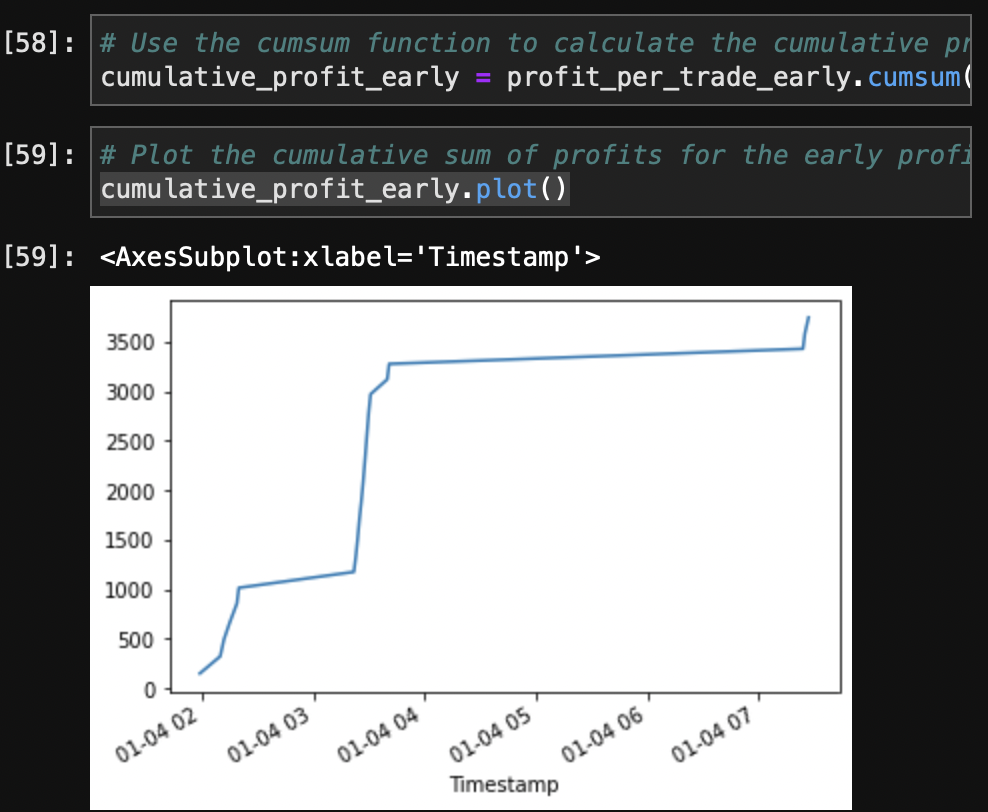 [58]: # Use the cumsum function to calculate the cumulative pr
cumulative_profit_early = profit_per_trade_early.cumsum(
[59]: # Plot the cumulative sum of profits for the early profi
cumulative_profit_early.plot()
[59]: <AxesSubplot:xlabel='Timestamp'>
3500
3000
2500
2000
1500
1000
500
0
01-04 02
01-04 03
01-04 04
01-04 05
01-04 06
01-04 07
Timestamp